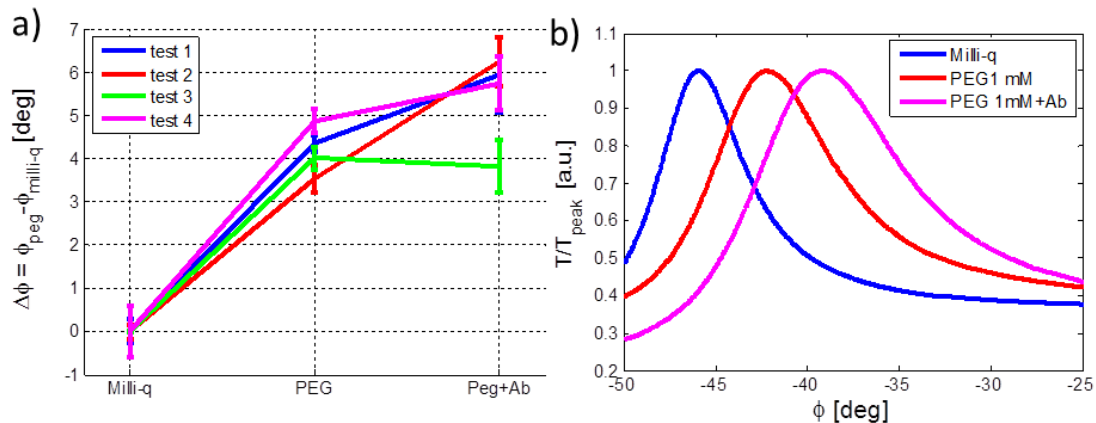 a)
7
6
5
4
3
2
1
0
-1
Δϕ = ϕpeg-ϕmilli-q [deg]
test 1
test 2
test 3
test 4
Milli-q PEG Peg+Ab
b)
1.1
1
0.9
0.8
0.7
0.6
0.5
0.4
0.3
0.2
T/Tpeak [a.u.]
Milli-q
PEG1 mM
PEG 1mM+Ab
-50 -45 -40 -35 -30 -25
ϕ [deg]